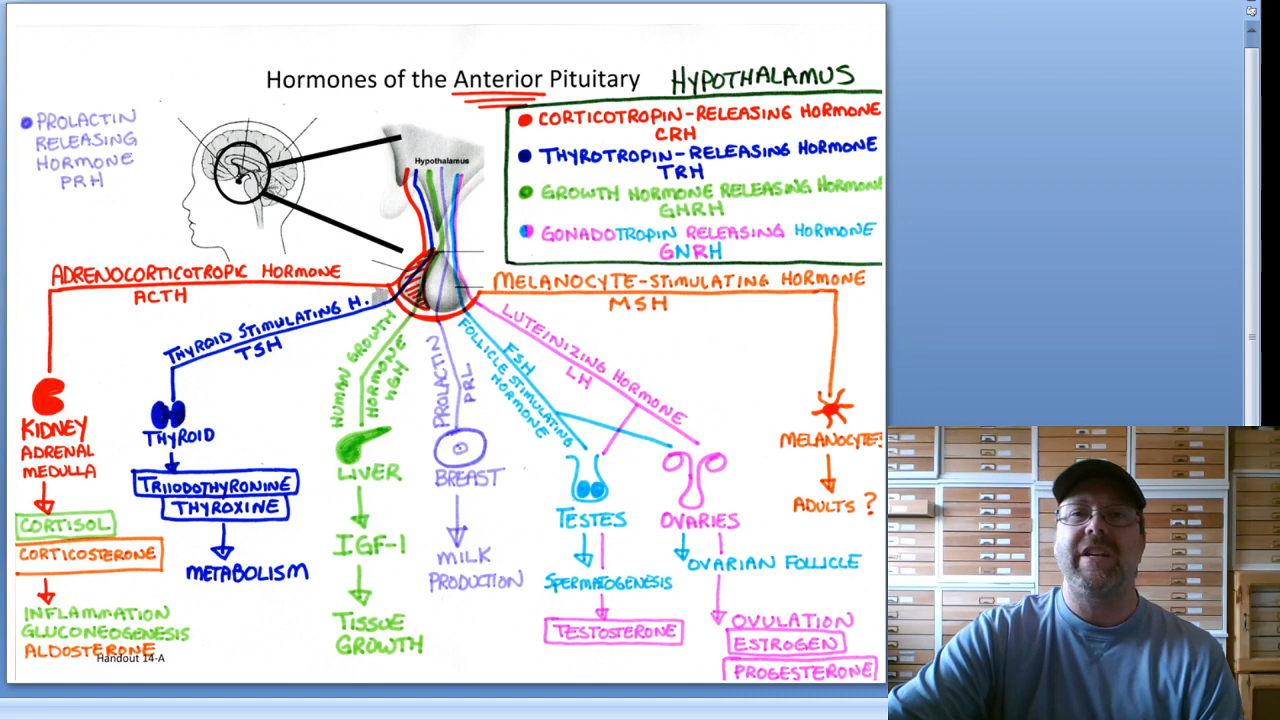 Hormones of the Anterior Pituitary
HYPOTHALAMUS
PROLACTIN
RELEASING
HORMONE
PRH
Hypothalamus
CORTICOTROPIN-RELEASING HORMONE
CRH
THYROTROPIN-RELEASING HORMONE
TRH
GROWTH HORMONE RELEASING HORMONE
GHRH
GONADOTROPIN RELEASING HORMONE
GNRH
ADRENOCORTICOTROPIC HORMONE
ACTH
MELANOCYTE-STIMULATING HORMONE
MSH
THYROID STIMULATING H.
TSH
HUMAN GROWTH
HORMONE
HGH
PROLACTIN
PRL
FSH
FOLLICLE STIMULATING
HORMONE
LUTEINIZING HORMONE
LH
KIDNEY
ADRENAL
MEDULLA
CORTISOL
CORTICOSTERONE
INFLAMMATION
GLUCONEOGENESIS
ALDOSTERONE
Handout 14-A
THYROID
TRIIODOTHYRONINE
THYROXINE
METABOLISM
LIVER
IGF-1
TISSUE
GROWTH
BREAST
MILK
PRODUCTION
TESTES
SPERMATOGENESIS
TESTOSTERONE
OVARIES
OVARIAN FOLLICLE
OVULATION
ESTROGEN
PROGESTERONE
MELANOCYTES
ADULTS ?